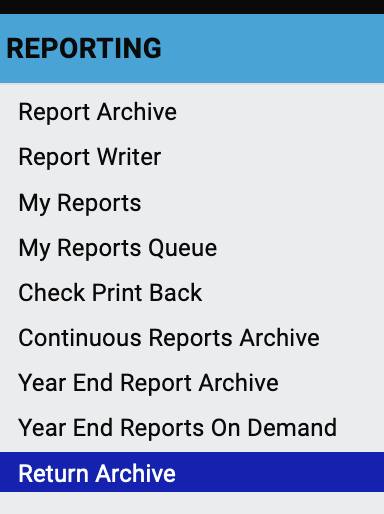 REPORTING
Report Archive
Report Writer
My Reports
My Reports Queue
Check Print Back
Continuous Reports Archive
Year End Report Archive
Year End Reports On Demand
Return Archive